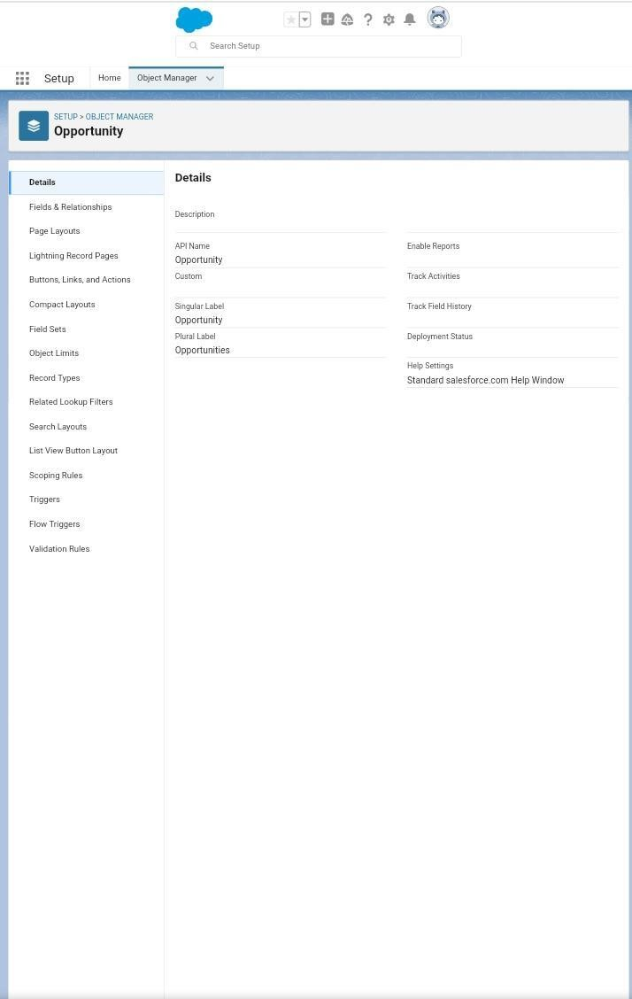 Search Setup
Setup
Home
Object Manager
SETUP > OBJECT MANAGER
Opportunity
Details
Fields & Relationships
Page Layouts
Lightning Record Pages
Buttons, Links, and Actions
Compact Layouts
Field Sets
Object Limits
Record Types
Related Lookup Filters
Search Layouts
List View Button Layout
Scoping Rules
Triggers
Flow Triggers
Validation Rules
Details
Description
API Name
Opportunity
Custom
Singular Label
Opportunity
Plural Label
Opportunities
Enable Reports
Track Activities
Track Field History
Deployment Status
Help Settings
Standard salesforce.com Help Window